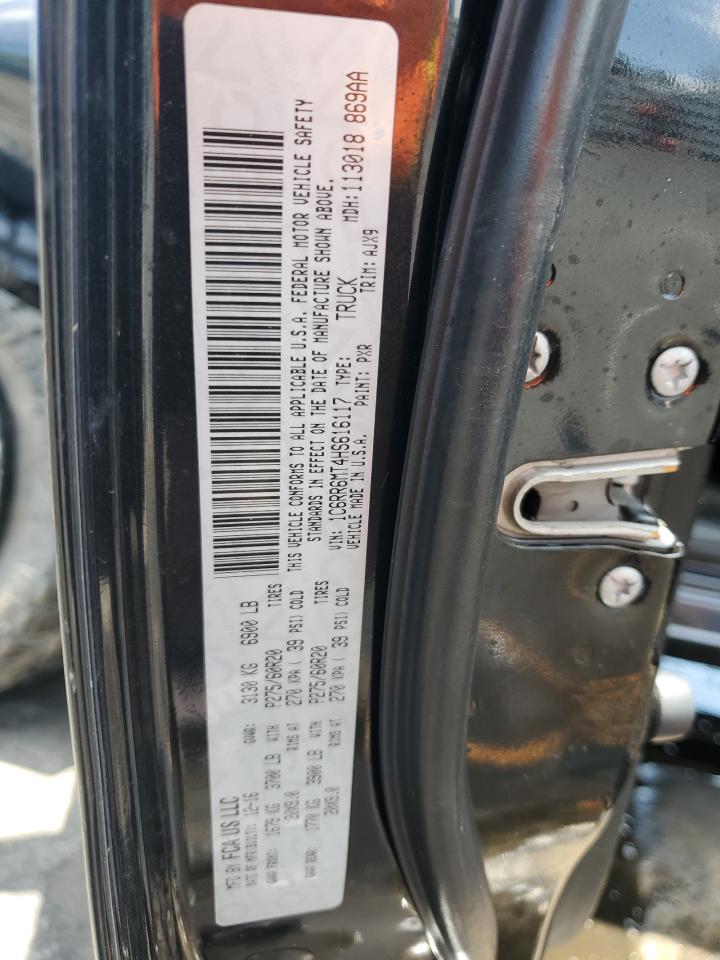 MFD BY FCA US LLC
DATE OF MFR(BUILT): 12-16 GVWR: 3130 KG 6900 LB
GAWR FRONT: 1679 KG 3700 LB WITH P275/60R20 TIRES
20X9.0 RIMS AT 270 KPA ( 39 PSI) COLD
GAWR REAR: 1770 KG 3900 LB WITH P275/60R20 TIRES
20X9.0 RIMS AT 270 KPA ( 39 PSI) COLD
THIS VEHICLE CONFORMS TO ALL APPLICABLE U.S.A. FEDERAL MOTOR VEHICLE SAFETY
STANDARDS IN EFFECT ON THE DATE OF MANUFACTURE SHOWN ABOVE.
VIN: 1C6RR6MT4HS616117 TYPE: TRUCK MDH: 113018 869AA
VEHICLE MADE IN U.S.A. PAINT: PXR TRIM: AJX9